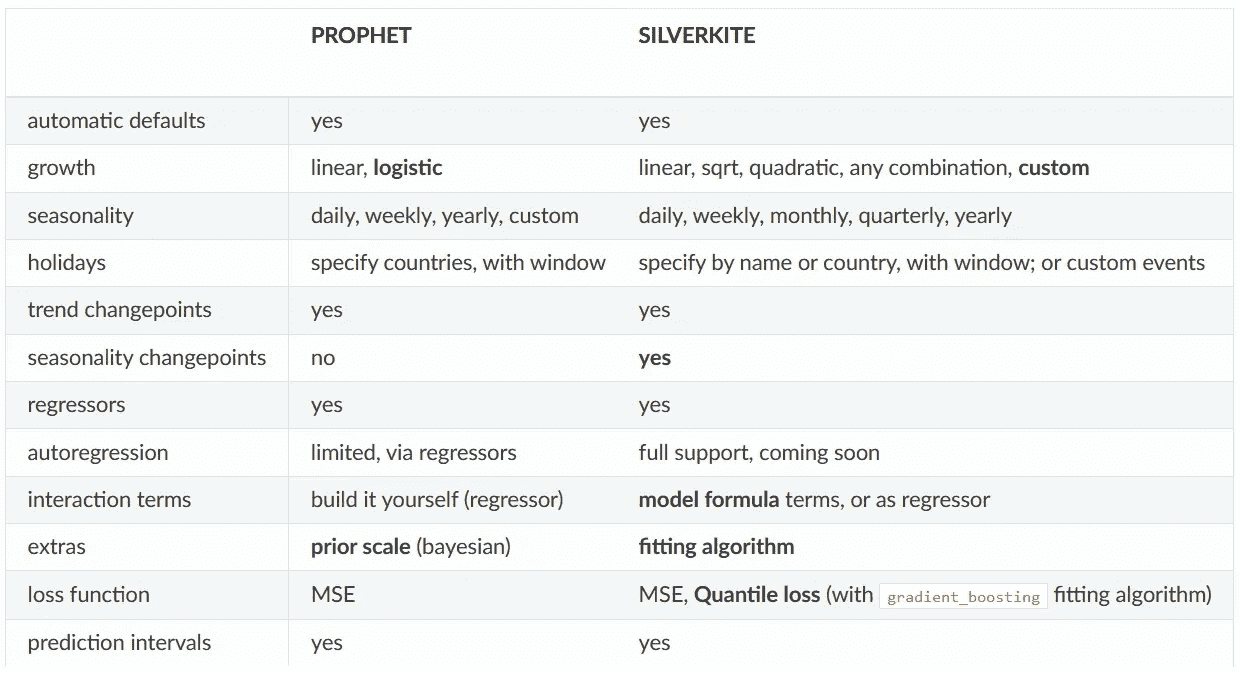 PROPHET SILVERKITE
automatic defaults yes yes
growth linear, logistic linear, sqrt, quadratic, any combination, custom
seasonality daily, weekly, yearly, custom daily, weekly, monthly, quarterly, yearly
holidays specify countries, with window specify by name or country, with window; or custom events
trend changepoints yes yes
seasonality changepoints no yes
regressors yes yes
autoregression limited, via regressors full support, coming soon
interaction terms build it yourself (regressor) model formula terms, or as regressor
extras prior scale (bayesian) fitting algorithm
loss function MSE MSE, Quantile loss (with gradient_boosting fitting algorithm)
prediction intervals yes yes